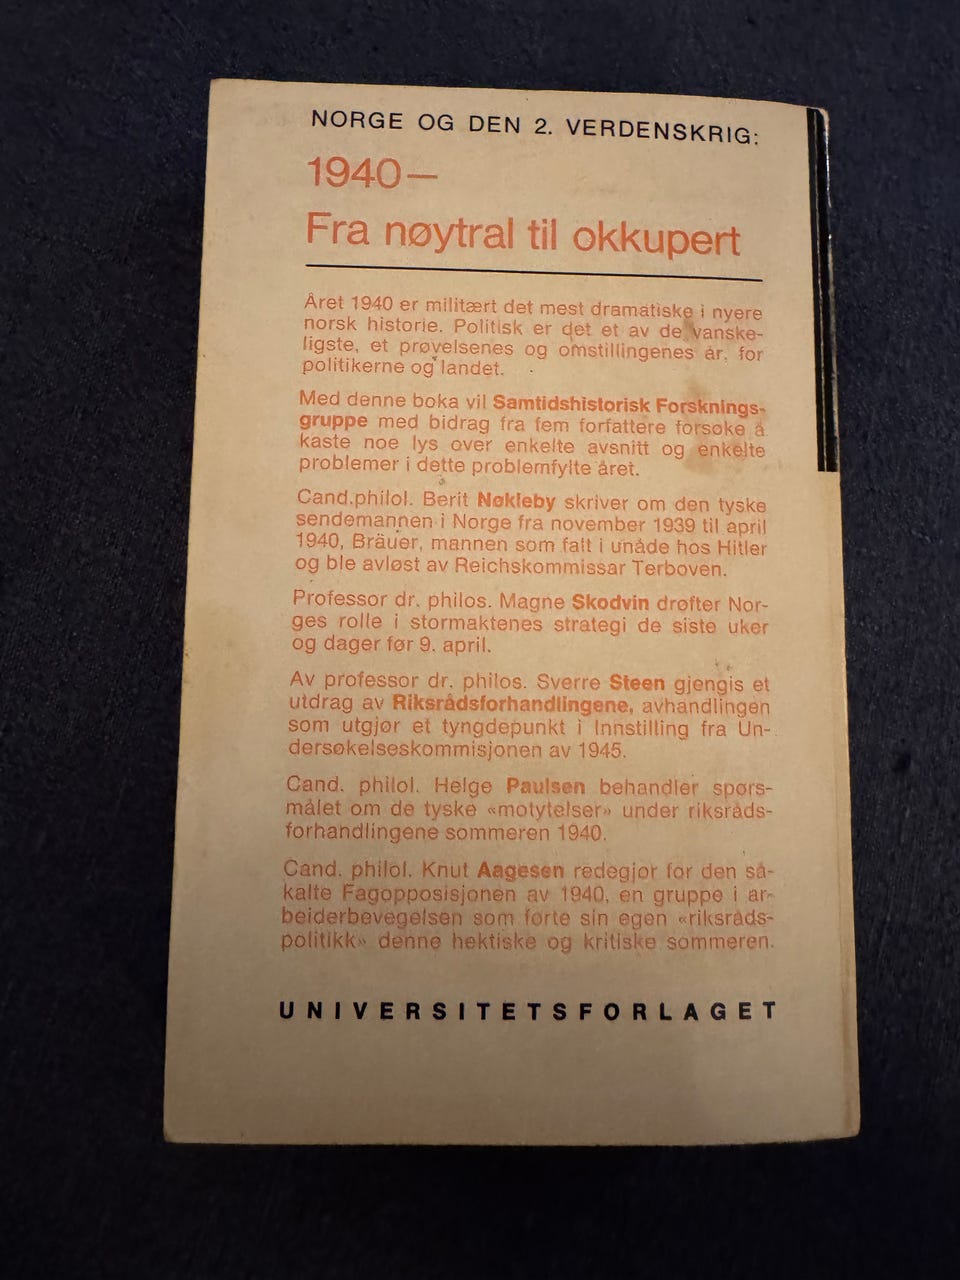 NORGE OG DEN 2. VERDENSKRIG:
1940—
Fra nøytral til okkupert
Året 1940 er militært det mest dramatiske i nyere
norsk historie. Politisk er det et av de vanske-
ligste, et prøvelsenes og omstillingenes år, for
politikerne og landet.
Med denne boka vil Samtidshistorisk Forsknings-
gruppe med bidrag fra fem forfattere forsøke å
kaste noe lys over enkelte avsnitt og enkelte
problemer i dette problemfylte året.
Cand.philol. Berit Nøkleby skriver om den tyske
sendemannen i Norge fra november 1939 til april
1940, Bräuer, mannen som falt i unåde hos Hitler
og ble avløst av Reichskommissar Terboven.
Professor dr. philos. Magne Skodvin drøfter Nor-
ges rolle i stormaktenes strategi de siste uker
og dager før 9. april.
Av professor dr. philos. Sverre Steen gjengis et
utdrag av Riksrådsforhandlingene, avhandlingen
som utgjør et tyngdepunkt i Innstilling fra Un-
dersøkelseskommisjonen av 1945.
Cand. philol. Helge Paulsen behandler spørs-
målet om de tyske «motytelser» under riksråds-
forhandlingene sommeren 1940.
Cand. philol. Knut Aagesen redegjør for den så-
kalte Fagopposisjonen av 1940, en gruppe i ar-
beiderbevegelsen som førte sin egen «riksråds-
politikk» denne hektiske og kritiske sommeren.
UNIVERSITETSFORLAGET